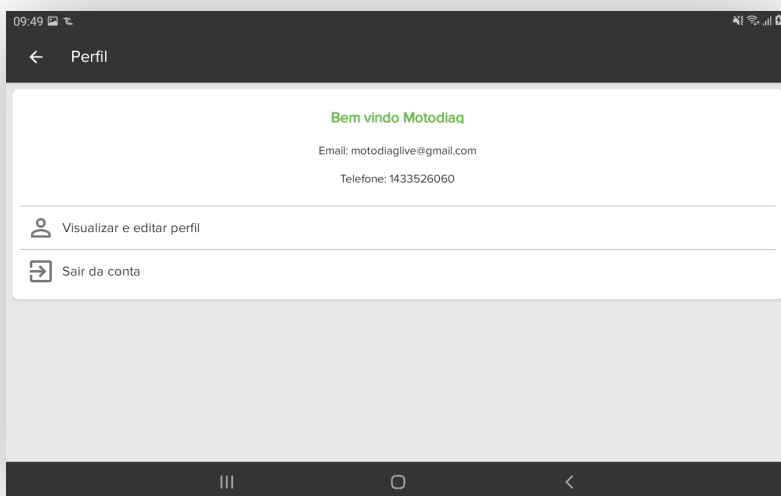 09:49
Perfil
Bem vindo Motodiag
Email: motodiaglive@gmail.com
Telefone: 1433526060
Visualizar e editar perfil
Sair da conta